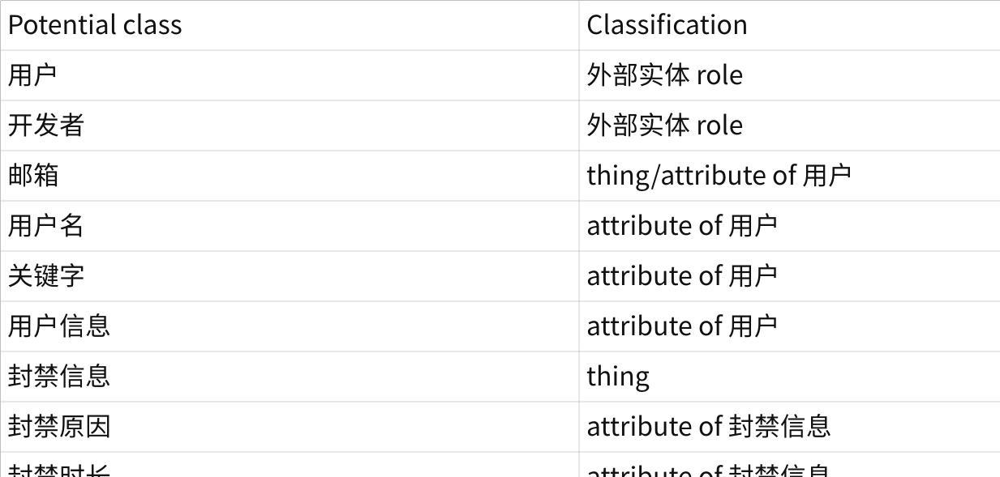 Potential class Classification
用户 外部实体 role
开发者 外部实体 role
邮箱 thing/attribute of 用户
用户名 attribute of 用户
关键字 attribute of 用户
用户信息 attribute of 用户
封禁信息 thing
封禁原因 attribute of 封禁信息
封禁时长 attribute of 封禁信息